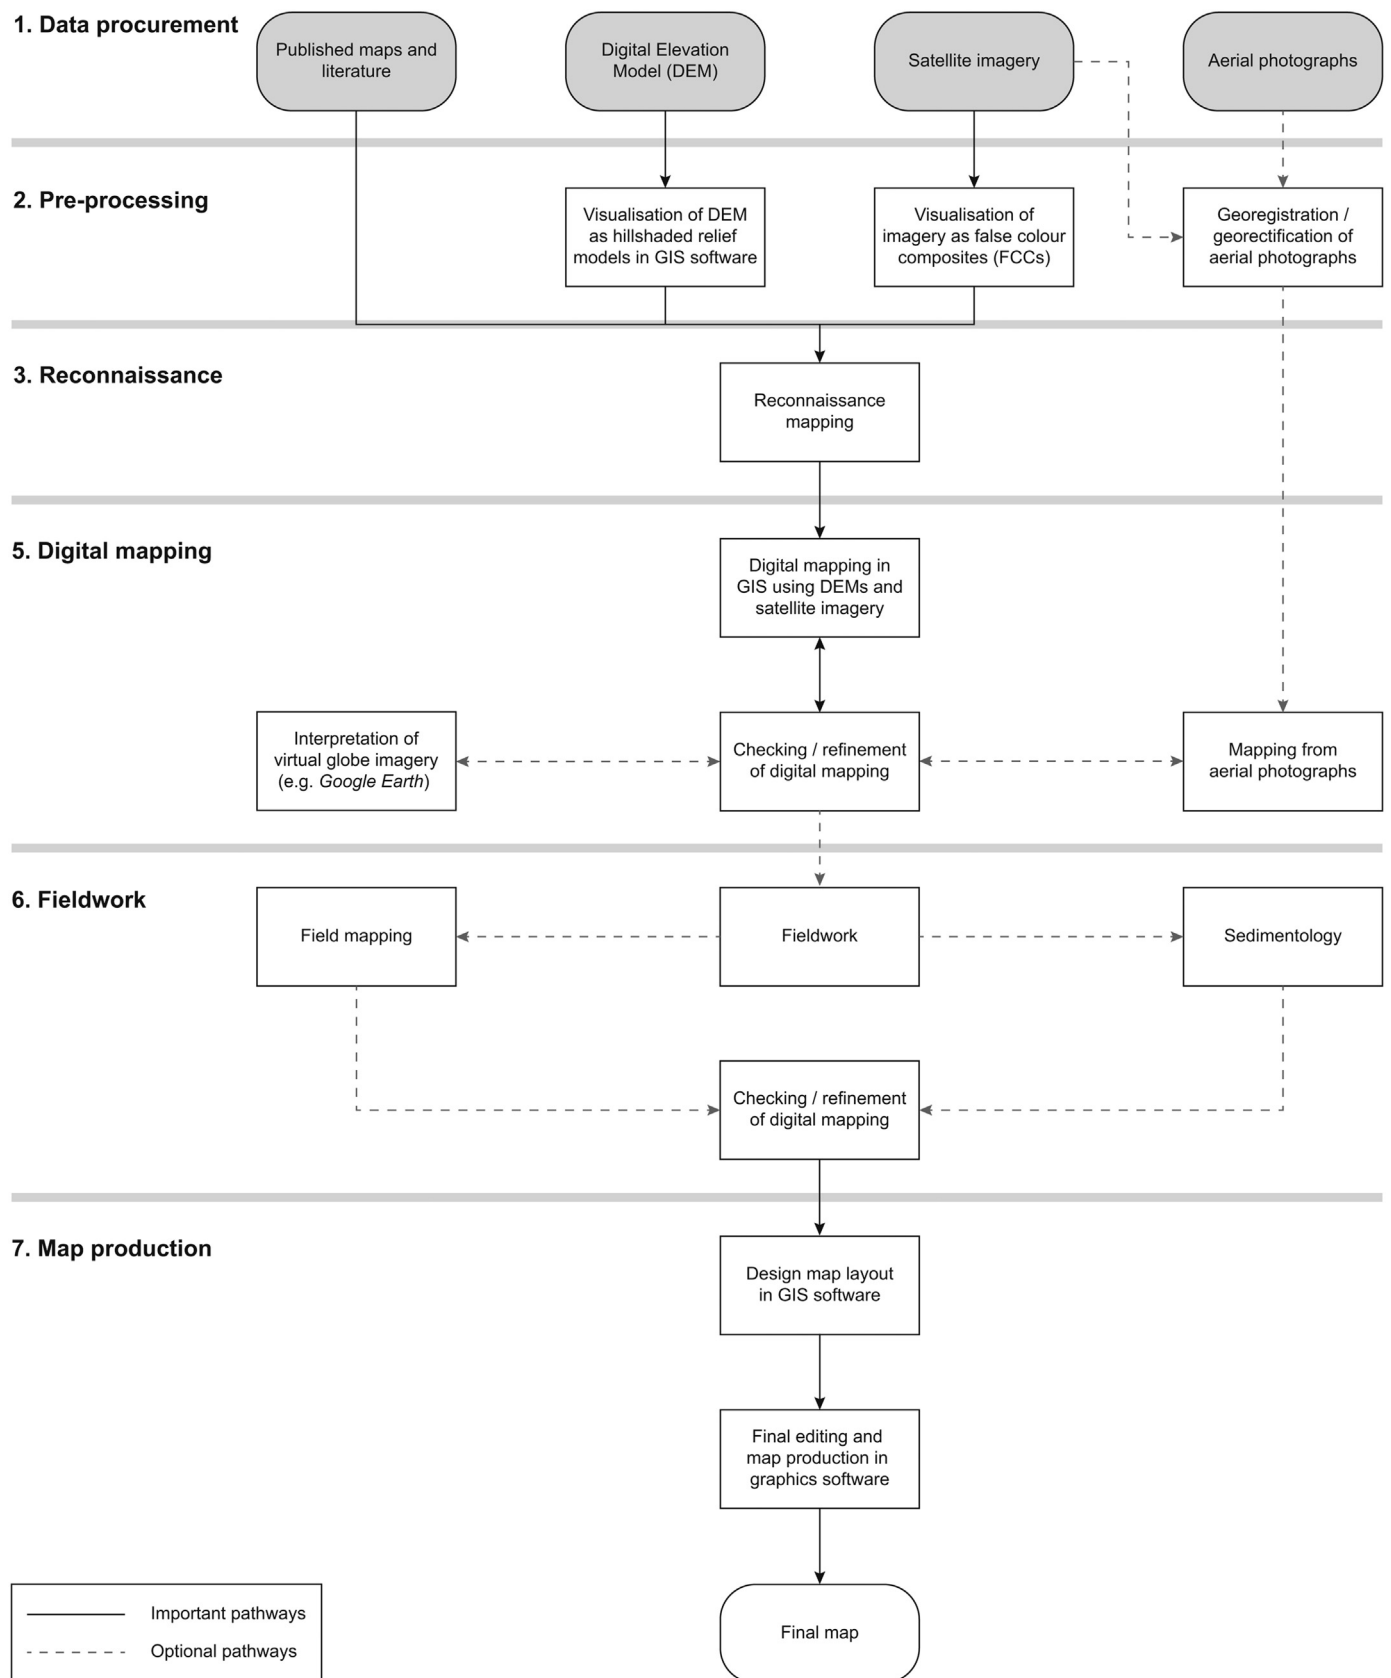 1. Data procurement
Published maps and
literature
Digital Elevation
Model (DEM)
Satellite imagery
Aerial photographs
2. Pre-processing
Visualisation of DEM
as hillshaded relief
models in GIS software
Visualisation of
imagery as false colour
composites (FCCs)
Georegistration /
georectification of
aerial photographs
3. Reconnaissance
Reconnaissance
mapping
5. Digital mapping
Digital mapping in
GIS using DEMs and
satellite imagery
Interpretation of
virtual globe imagery
(e.g. Google Earth)
Checking / refinement
of digital mapping
Mapping from
aerial photographs
6. Fieldwork
Field mapping
Fieldwork
Sedimentology
Checking / refinement
of digital mapping
7. Map production
Design map layout
in GIS software
Final editing and
map production in
graphics software
Final map
Important pathways
Optional pathways